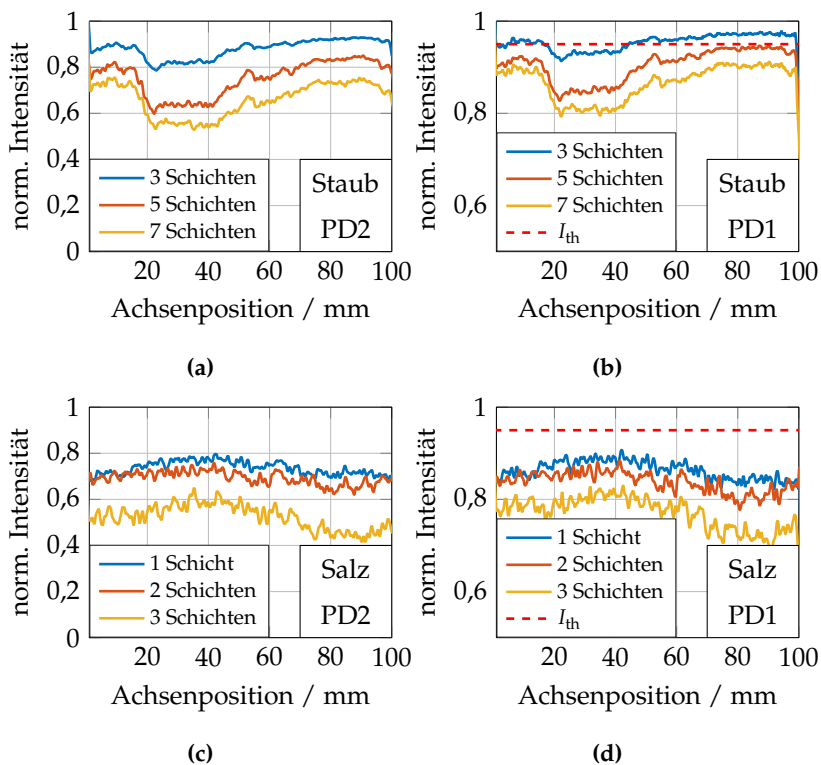 norm. Intensität
1
0,8
0,6
0,4
0,2
0
3 Schichten
5 Schichten
7 Schichten
Staub
PD2
20 40 60 80 100
Achsenposition / mm
(a)
norm. Intensität
1
0,8
0,6
3 Schichten
5 Schichten
7 Schichten
Ith
Staub
PD1
20 40 60 80 100
Achsenposition / mm
(b)
norm. Intensität
1
0,8
0,6
0,4
0,2
0
1 Schicht
2 Schichten
3 Schichten
Salz
PD2
20 40 60 80 100
Achsenposition / mm
(c)
norm. Intensität
1
0,8
0,6
1 Schicht
2 Schichten
3 Schichten
Ith
Salz
PD1
20 40 60 80 100
Achsenposition / mm
(d)